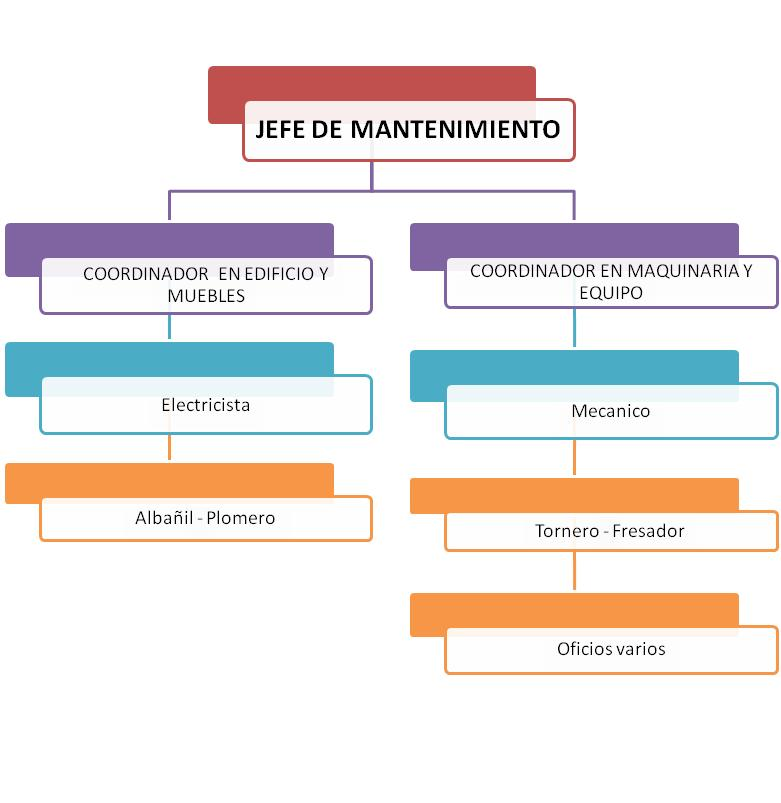 JEFE DE MANTENIMIENTO
COORDINADOR EN EDIFICIO Y
MUEBLES
Electricista
Albañil - Plomero
COORDINADOR EN MAQUINARIA Y
EQUIPO
Mecanico
Tornero - Fresador
Oficios varios